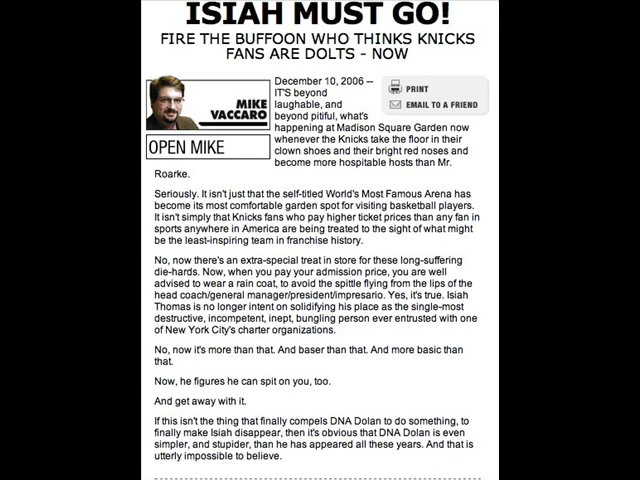 ISIAH MUST GO!
FIRE THE BUFFOON WHO THINKS KNICKS
FANS ARE DOLTS - NOW
MIKE
VACCARO
OPEN MIKE
PRINT
EMAIL TO A FRIEND
December 10, 2006 --
IT'S beyond
laughable, and
beyond pitiful, what's
happening at Madison Square Garden now
whenever the Knicks take the floor in their
clown shoes and their bright red noses and
become more hospitable hosts than Mr.
Roarke.
Seriously. It isn't just that the self-titled World's Most Famous Arena has
become its most comfortable garden spot for visiting basketball players.
It isn't simply that Knicks fans who pay higher ticket prices than any fan in
sports anywhere in America are being treated to the sight of what might
be the least-inspiring team in franchise history.
No, now there's an extra-special treat in store for these long-suffering
die-hards. Now, when you pay your admission price, you are well
advised to wear a rain coat, to avoid the spittle flying from the lips of the
head coach/general manager/president/impresario. Yes, it's true. Isiah
Thomas is no longer intent on solidifying his place as the single-most
destructive, incompetent, inept, bungling person ever entrusted with one
of New York City's charter organizations.
No, now it's more than that. And baser than that. And more basic than
that.
Now, he figures he can spit on you, too.
And get away with it.
If this isn't the thing that finally compels DNA Dolan to do something, to
finally make Isiah disappear, then it's obvious that DNA Dolan is even
simpler, and stupider, than he has appeared all these years. And that is
utterly impossible to believe.